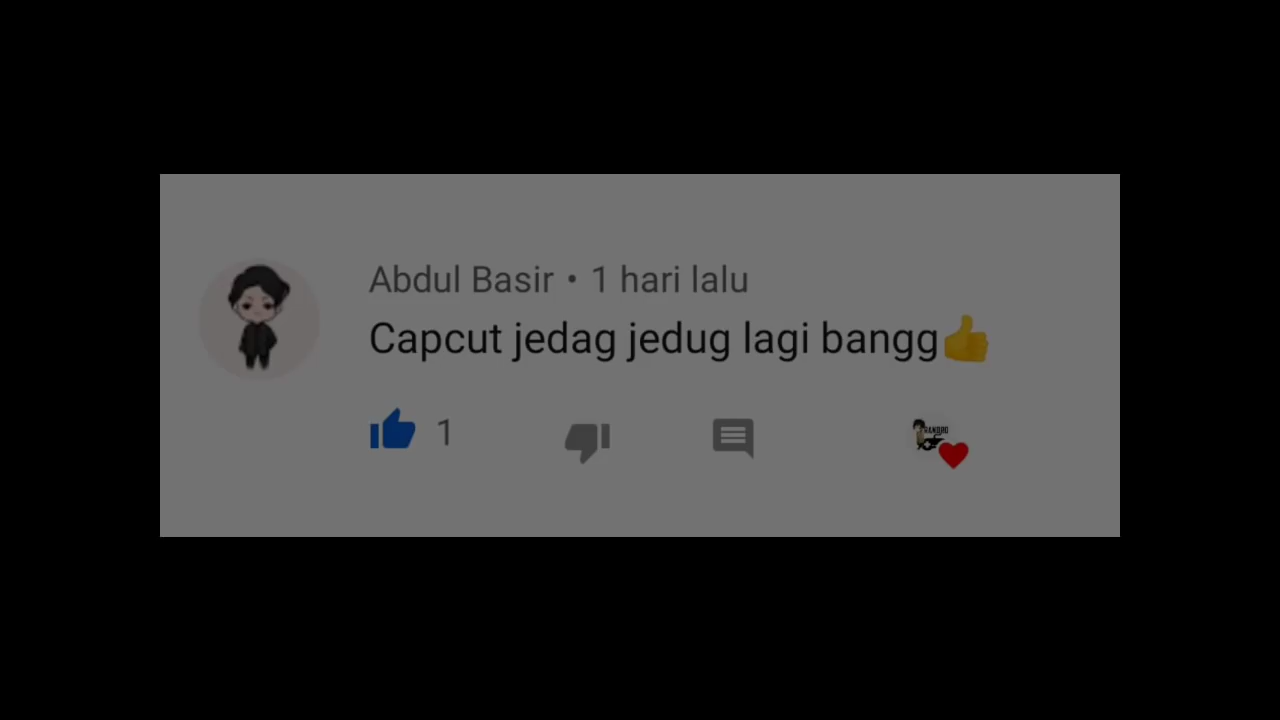 Abdul Basir • 1 hari lalu
Capcut jedag jedug lagi bangg👍
1